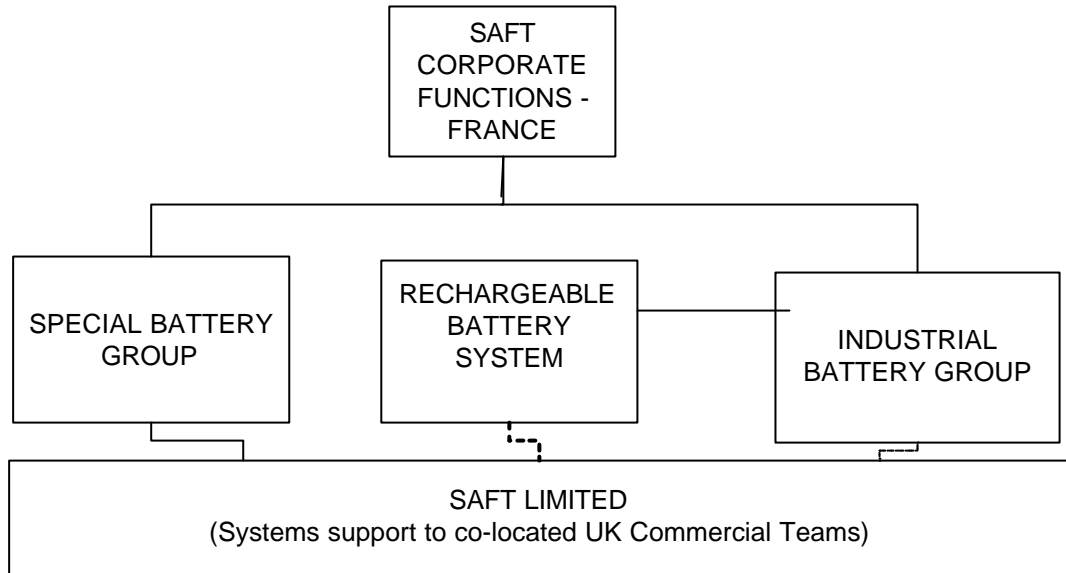 SAFT
CORPORATE
FUNCTIONS -
FRANCE
SPECIAL BATTERY
GROUP
RECHARGEABLE
BATTERY
SYSTEM
INDUSTRIAL
BATTERY GROUP
SAFT LIMITED
(Systems support to co-located UK Commercial Teams)